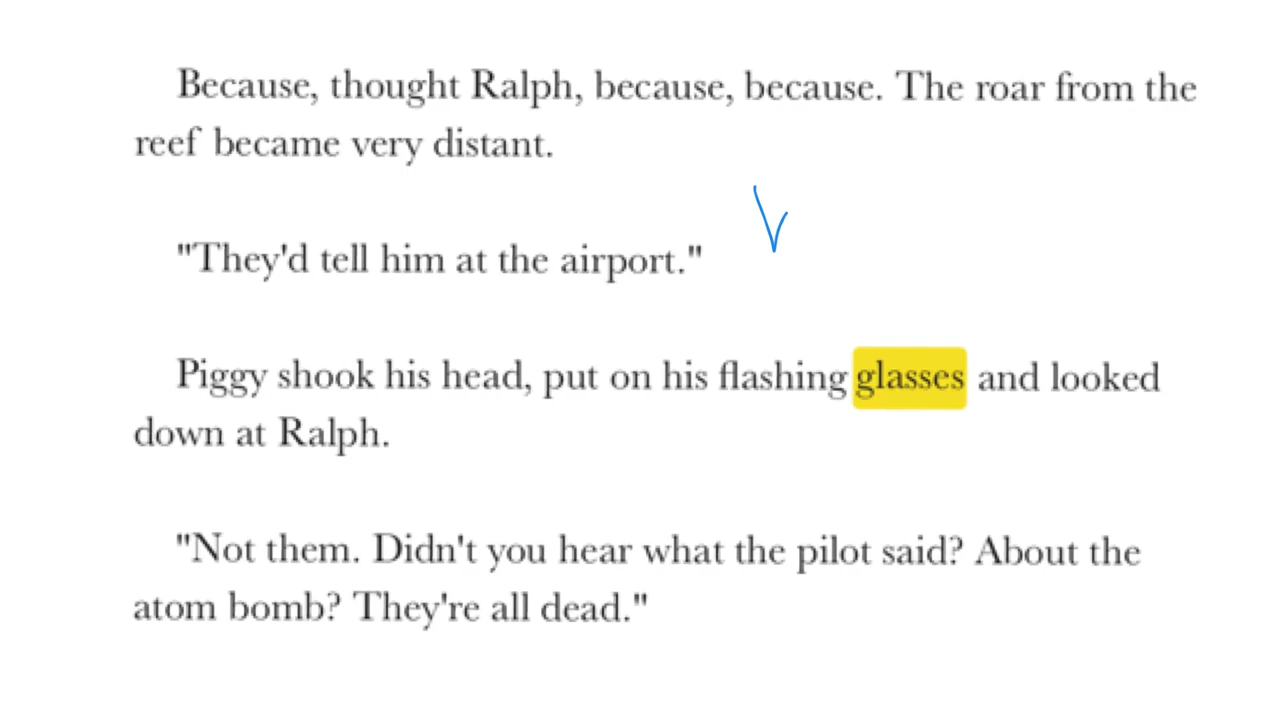 Because, thought Ralph, because, because. The roar from the
reef became very distant.
"They'd tell him at the airport."
Piggy shook his head, put on his flashing glasses and looked
down at Ralph.
"Not them. Didn't you hear what the pilot said? About the
atom bomb? They're all dead."